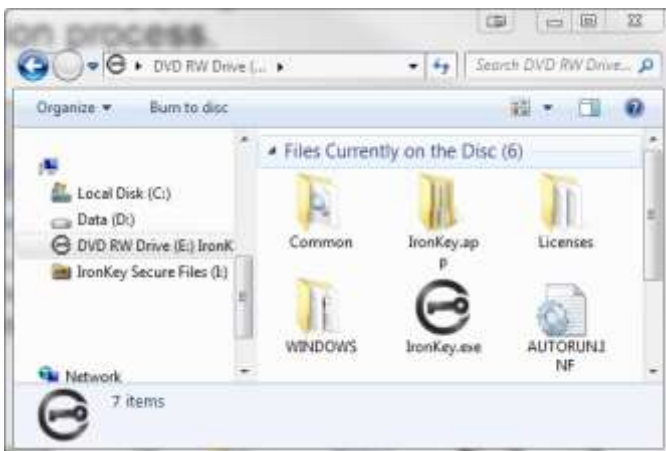 on process.
DVD RW Drive (...
Search DVD RW Drive...
Organize
Burn to disc
Files Currently on the Disc (6)
Local Disk (C:)
Data (D:)
DVD RW Drive (E:) IronK
IronKey Secure Files (I:)
Network
Common
IronKey.ap
p
Licenses
WINDOWS
IronKey.exe
AUTORUN.I
NF
7 items